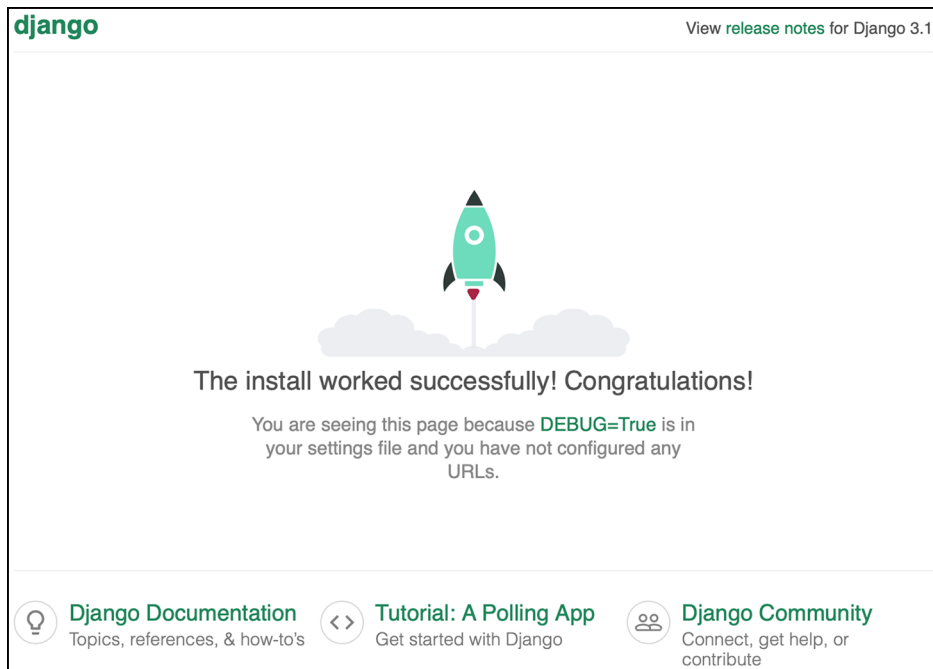 django
View release notes for Django 3.1
The install worked successfully! Congratulations!
You are seeing this page because DEBUG=True is in
your settings file and you have not configured any
URLs.
Django Documentation
Topics, references, & how-to's
Tutorial: A Polling App
Get started with Django
Django Community
Connect, get help, or
contribute